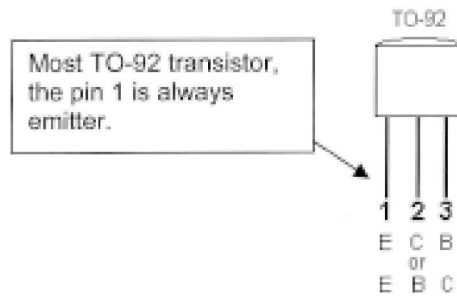 TO-92
Most TO-92 transistor,
the pin 1 is always
emitter.
1 2 3
E C B
or
E B C